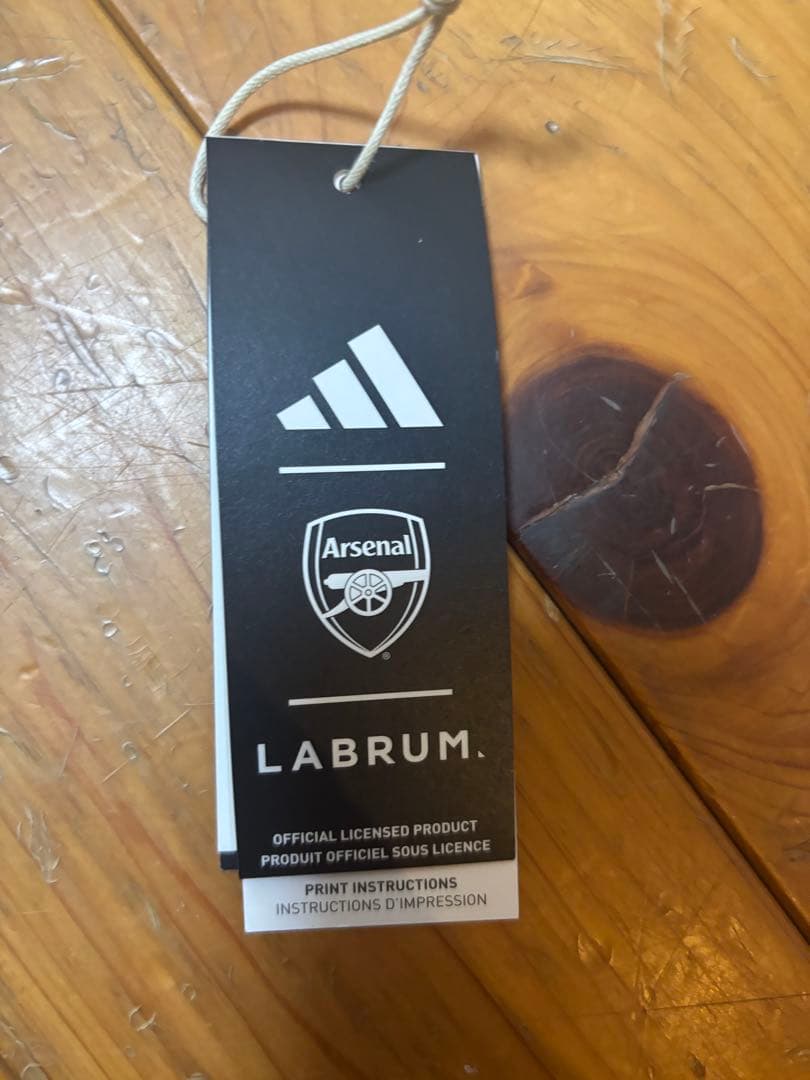 Arsenal
®
LABRUM.
OFFICIAL LICENSED PRODUCT
PRODUIT OFFICIEL SOUS LICENCE
PRINT INSTRUCTIONS
INSTRUCTIONS D'IMPRESSION